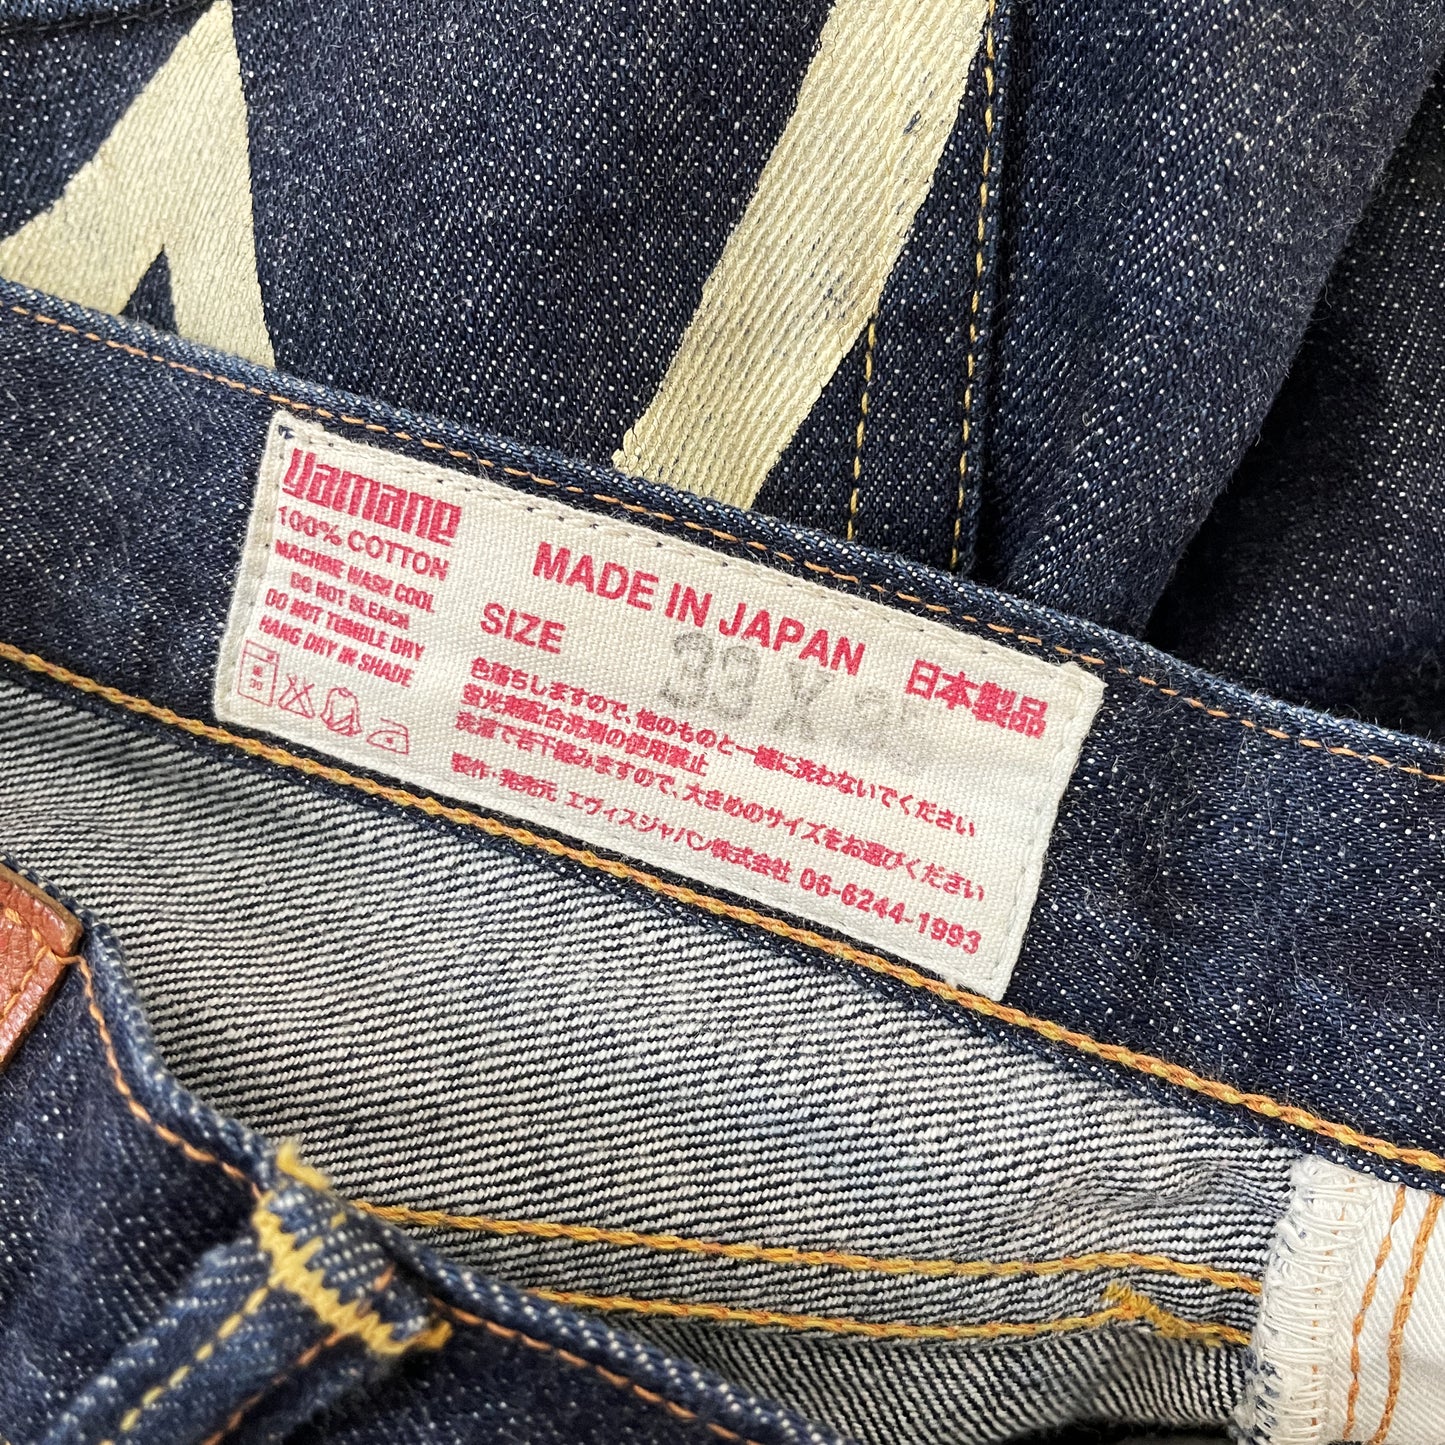 yamane
100% COTTON
MACHINE WASH COOL
DO NOT BLEACH
DO NOT TUMBLE DRY
HANG DRY IN SHADE
MADE IN JAPAN 日本製品
SIZE 33 X
色落ちしますので、他のものと一緒に洗わないでください
蛍光剤配合洗剤の使用禁止
洗濯で若干縮みますので、大きめのサイズをお選びください
製作・発売元 エヴィスジャパン株式会社 06-6244-1993